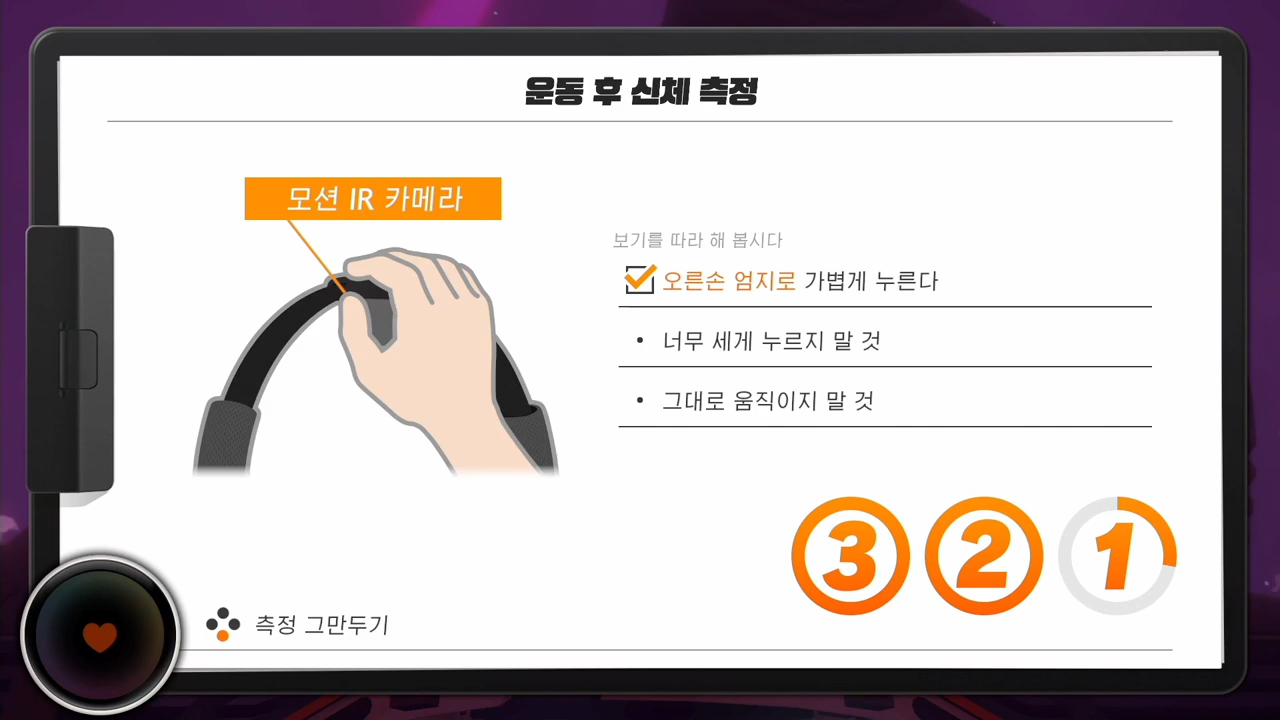 운동 후 신체 측정
모션 IR 카메라
보기를 따라 해 봅시다
오른손 엄지로 가볍게 누른다
• 너무 세게 누르지 말 것
• 그대로 움직이지 말 것
3 2 1
측정 그만두기